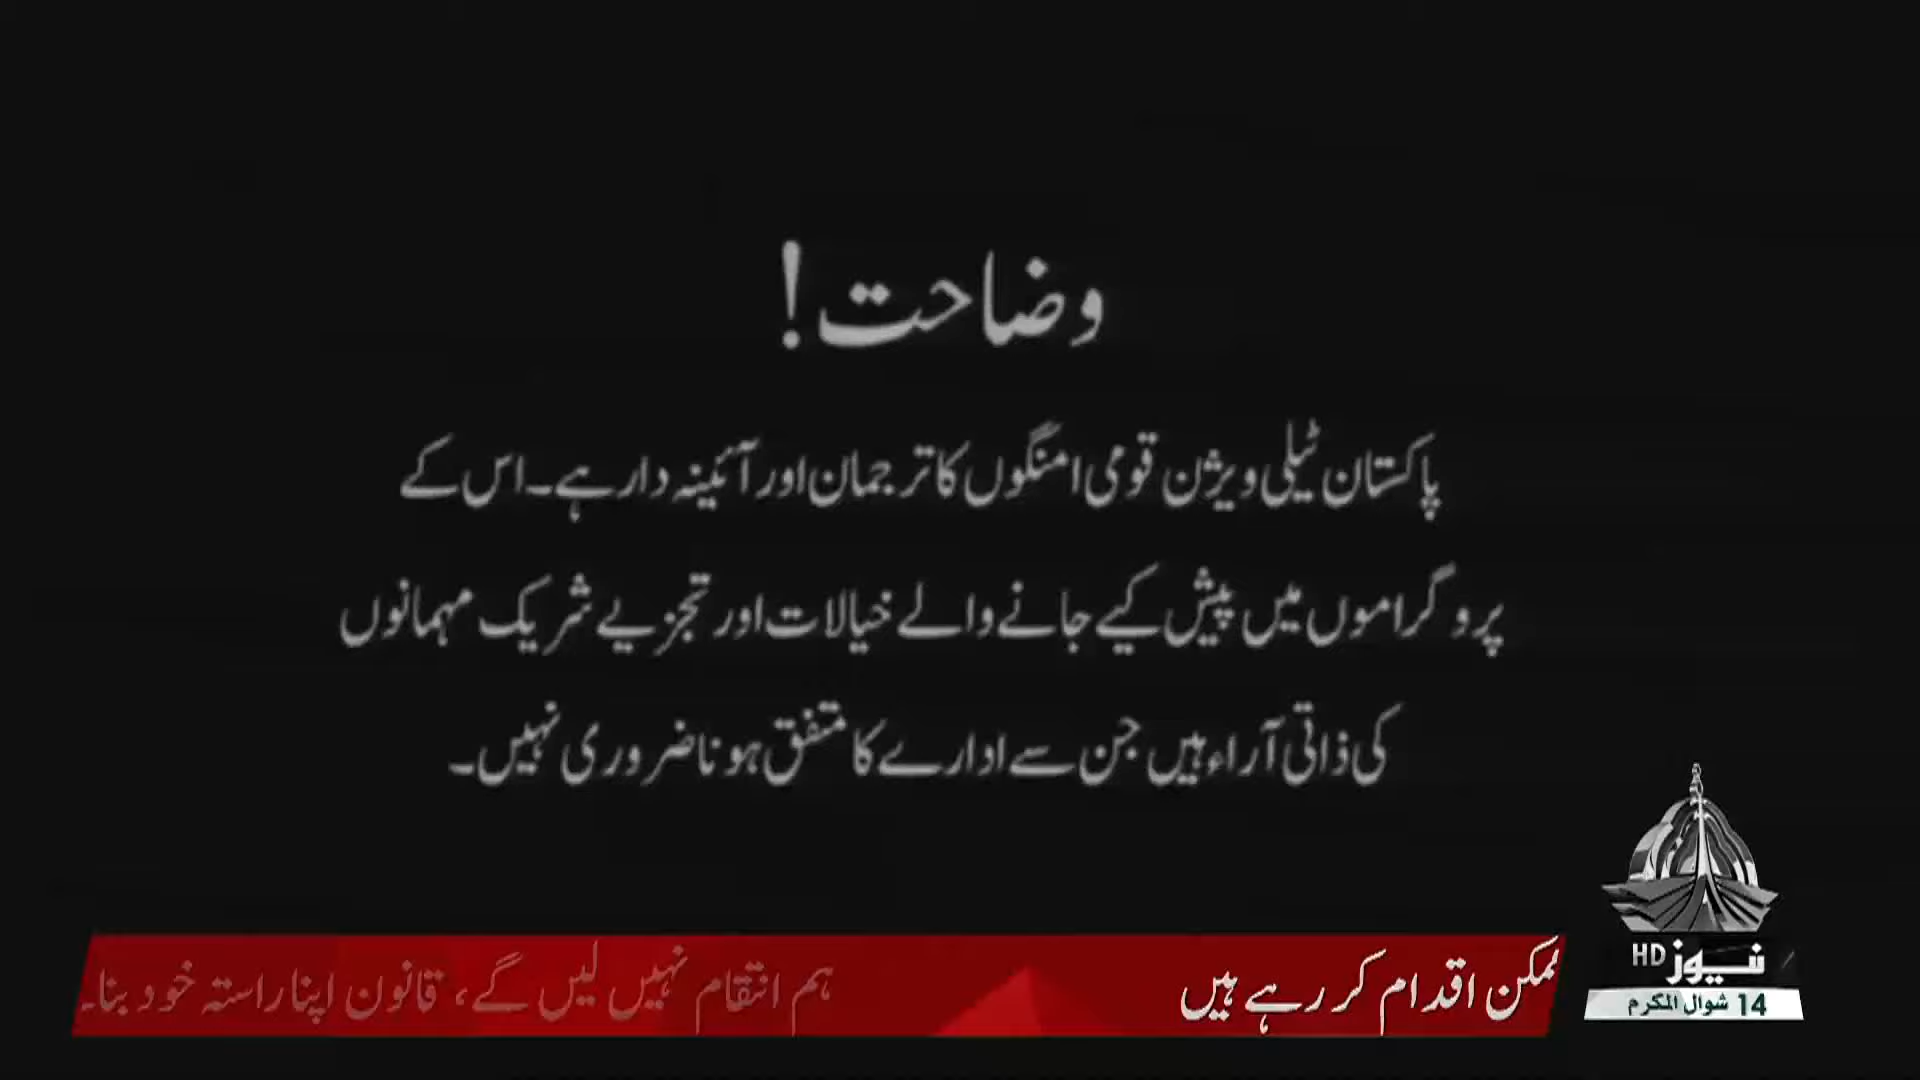 وضاحت!
پاکستان ٹیلی ویژن قومی امنگوں کا ترجمان اور آئینہ دار ہے۔ اس کے
پروگراموں میں پیش کیے جانے والے خیالات اور تجزیے شریک مہمانوں
کی ذاتی آراء ہیں جن سے ادارے کا متفق ہونا ضروری نہیں۔
نیوز HD
14 شوال المکرم
ممکن اقدام کر رہے ہیں
ہم انتقام نہیں لیں گے، قانون اپنا راستہ خود بنا